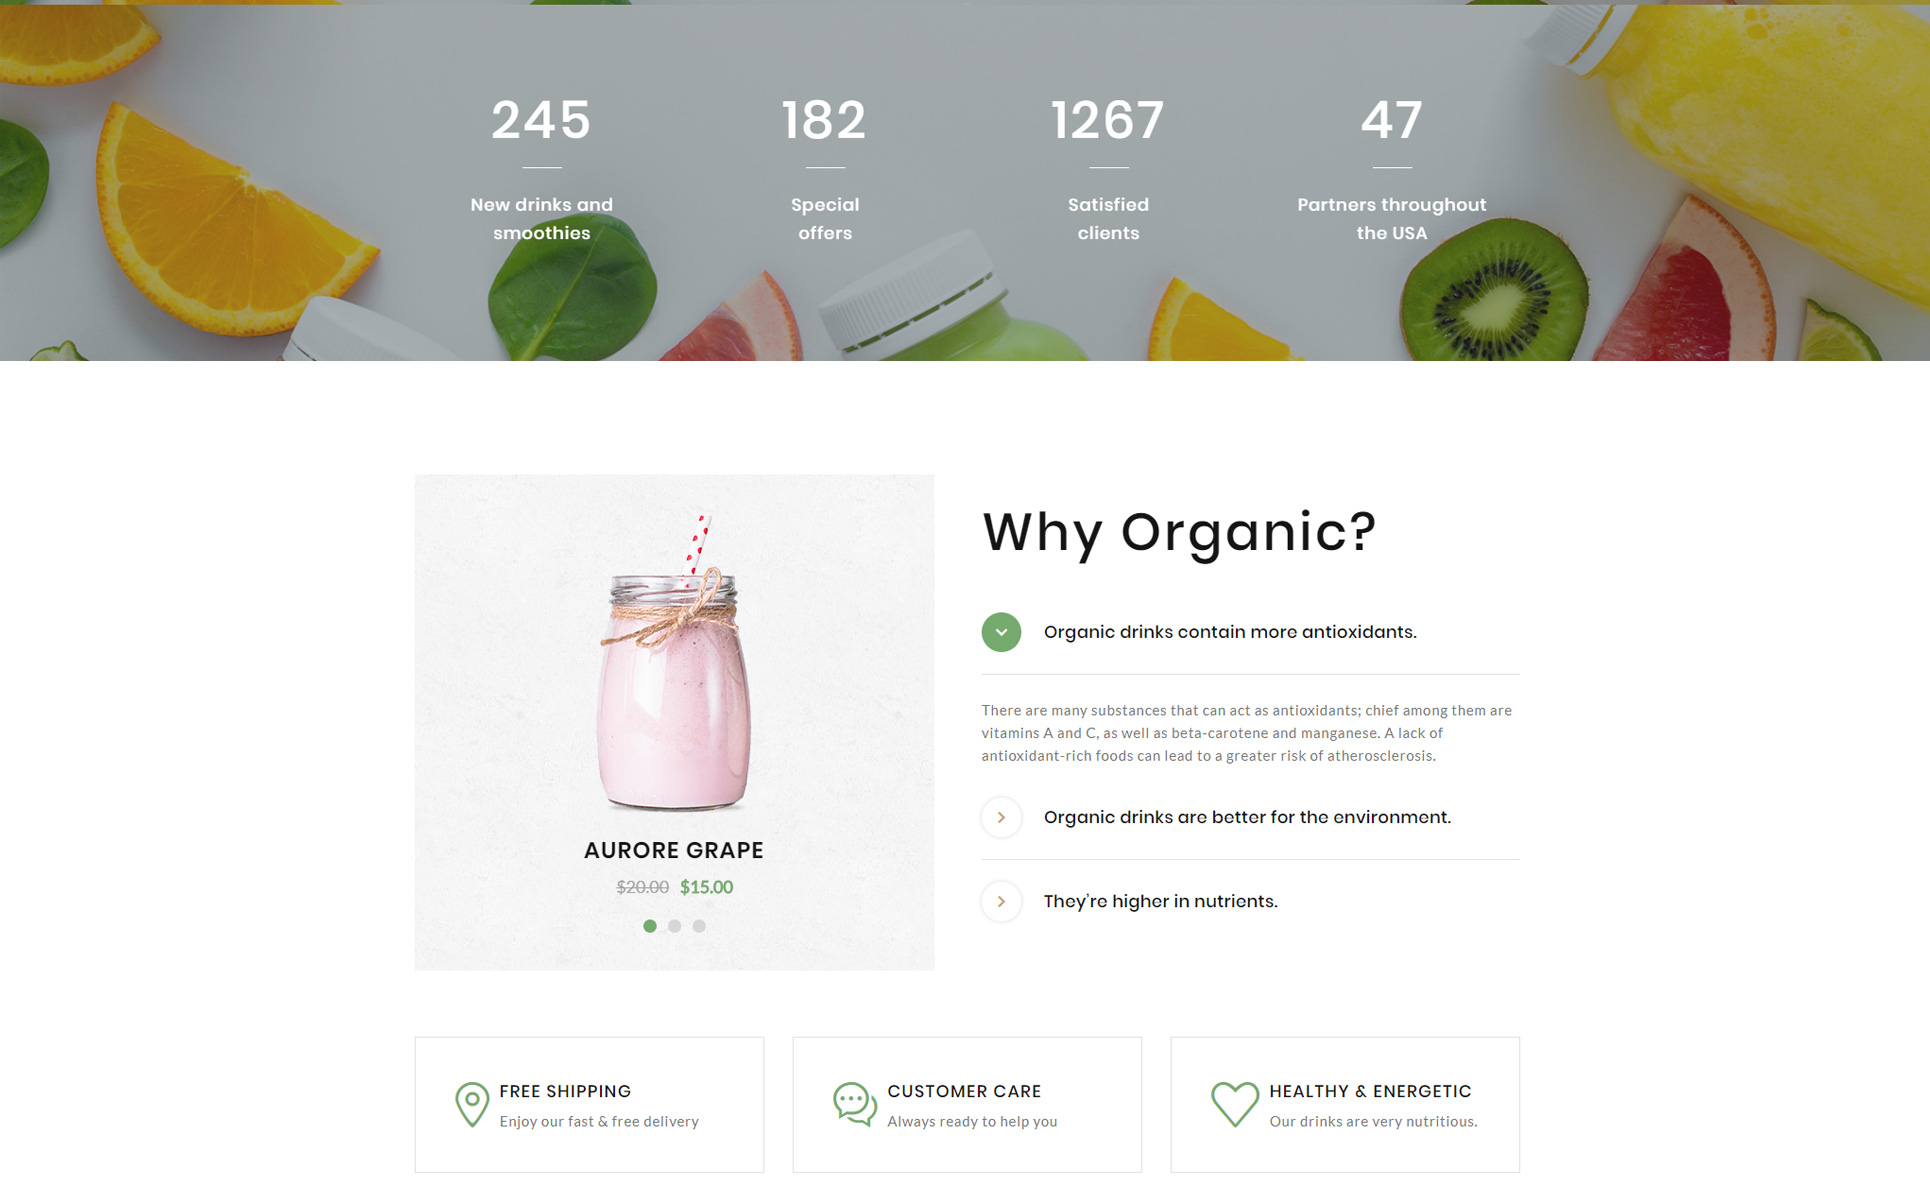 245
182
1267
47
New drinks and
smoothies
Special
offers
Satisfied
clients
Partners throughout
the USA
Why Organic?
Organic drinks contain more antioxidants.
There are many substances that can act as antioxidants; chief among them are
vitamins A and C, as well as beta-carotene and manganese. A lack of
antioxidant-rich foods can lead to a greater risk of atherosclerosis.
Organic drinks are better for the environment.
They’re higher in nutrients.
AURORE GRAPE
$20.00 $15.00
FREE SHIPPING
Enjoy our fast & free delivery
CUSTOMER CARE
Always ready to help you
HEALTHY & ENERGETIC
Our drinks are very nutritious.